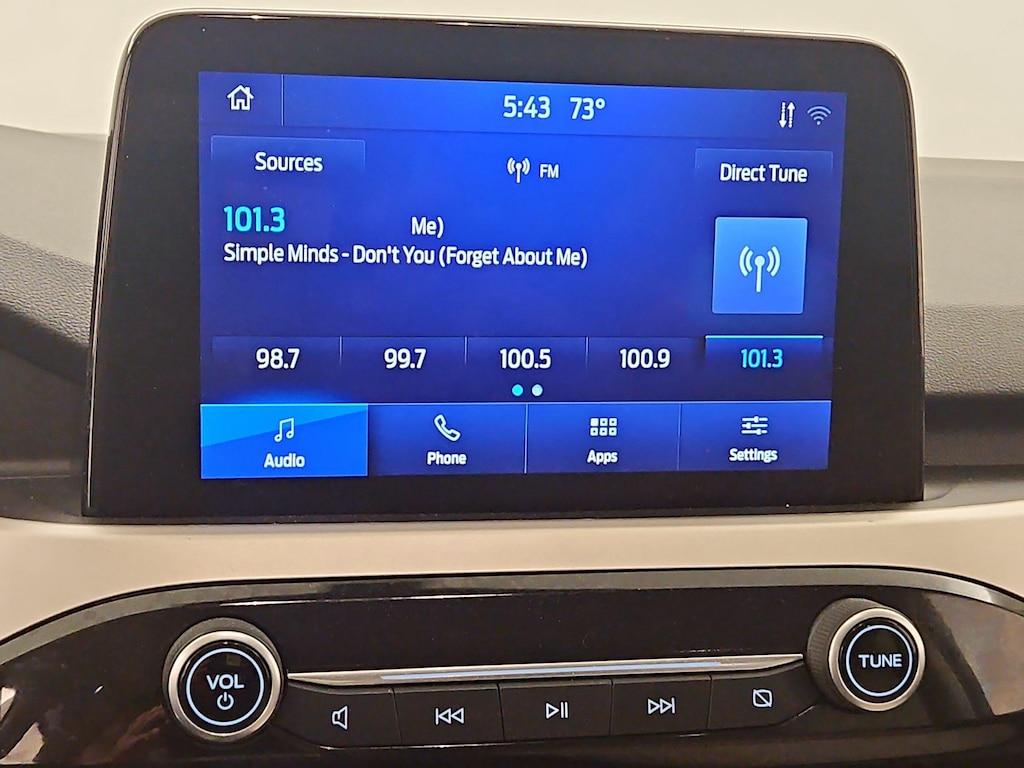 5:43 73°
Sources
FM
Direct Tune
101.3
Me)
Simple Minds - Don't You (Forget About Me)
98.7 99.7 100.5 100.9 101.3
Audio Phone Apps Settings
VOL
TUNE